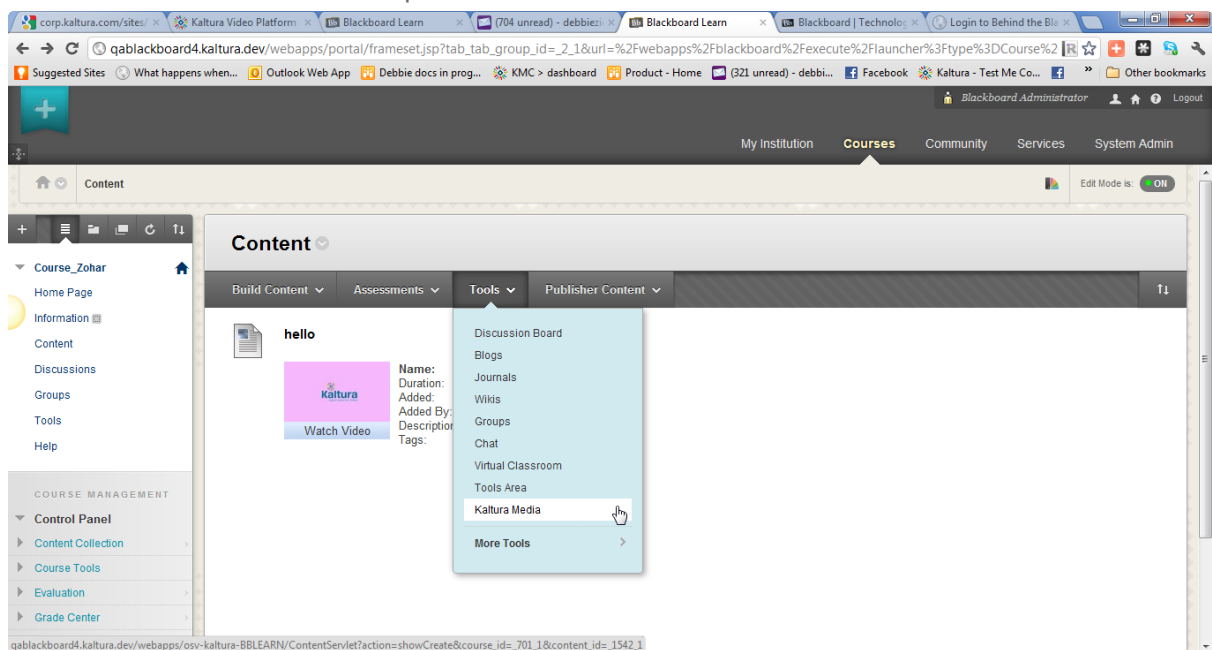 corp.kaltura.com/sites/
Kaltura Video Platform
Blackboard Learn
(704 unread) - debbiezi
Blackboard Learn
Blackboard | Technolog
Login to Behind the Bla
qablackboard4.kaltura.dev/webapps/portal/frameset.jsp?tab_tab_group_id=_2_1&url=%2Fwebapps%2Fblackboard%2Fexecute%2Flauncher%3Ftype%3DCourse%2
Suggested Sites
What happens when...
Outlook Web App
Debbie docs in prog...
KMC > dashboard
Product - Home
(321 unread) - debbi...
Facebook
Kaltura - Test Me Co...
»
Other bookmarks
Blackboard Administrator
Logout
My Institution
Courses
Community
Services
System Admin
Content
Edit Mode is: ON
Content
Course_Zohar
Home Page
Information
Content
Discussions
Groups
Tools
Help
COURSE MANAGEMENT
Control Panel
Content Collection
Course Tools
Evaluation
Grade Center
Build Content
Assessments
Tools
Publisher Content
hello
Kaltura
Watch Video
Name:
Duration:
Added:
Added By:
Description
Tags:
Discussion Board
Blogs
Journals
Wikis
Groups
Chat
Virtual Classroom
Tools Area
Kaltura Media
More Tools
qablackboard4.kaltura.dev/webapps/osv-kaltura-BBLEARN/ContentServlet?action=showCreate&course_id=_701_1&content_id=_1542_1